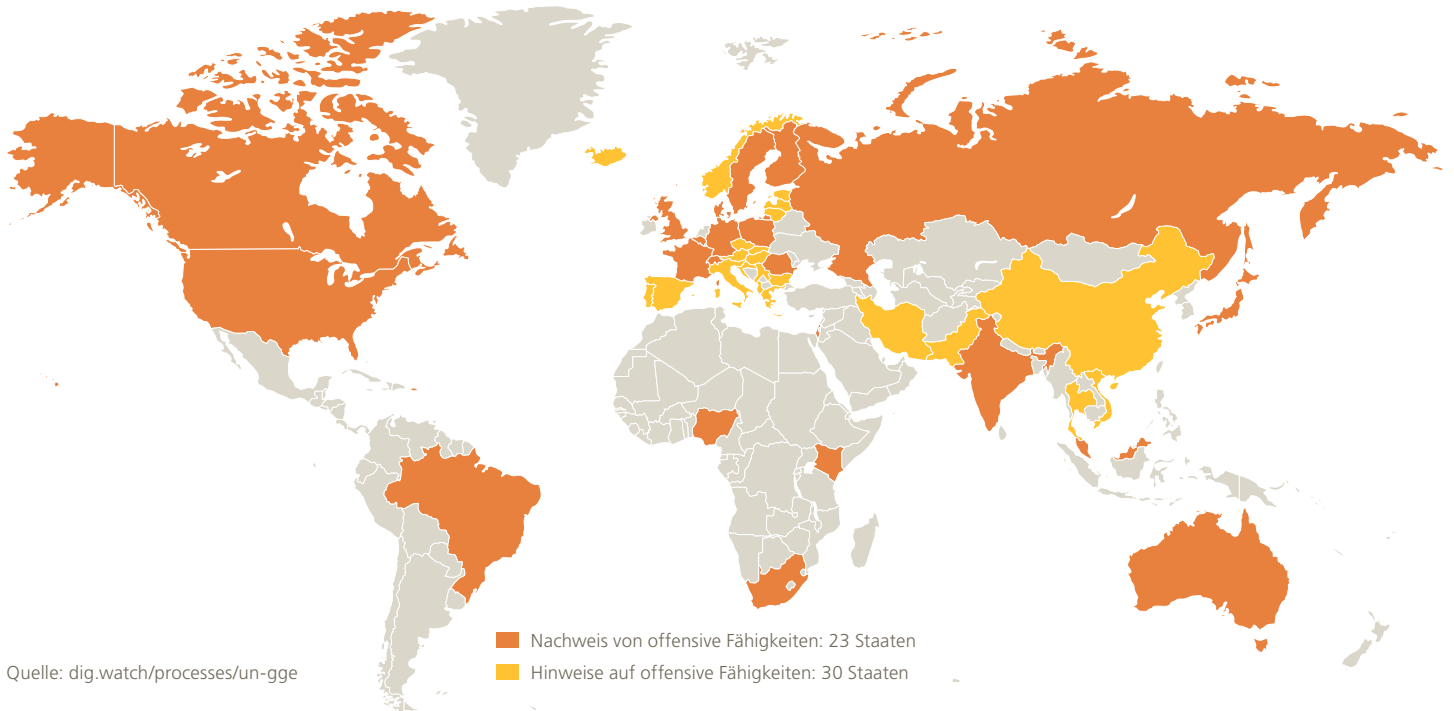 Nachweis von offensive Fähigkeiten: 23 Staaten
Quelle: dig.watch/processes/un-gge
Hinweise auf offensive Fähigkeiten: 30 Staaten